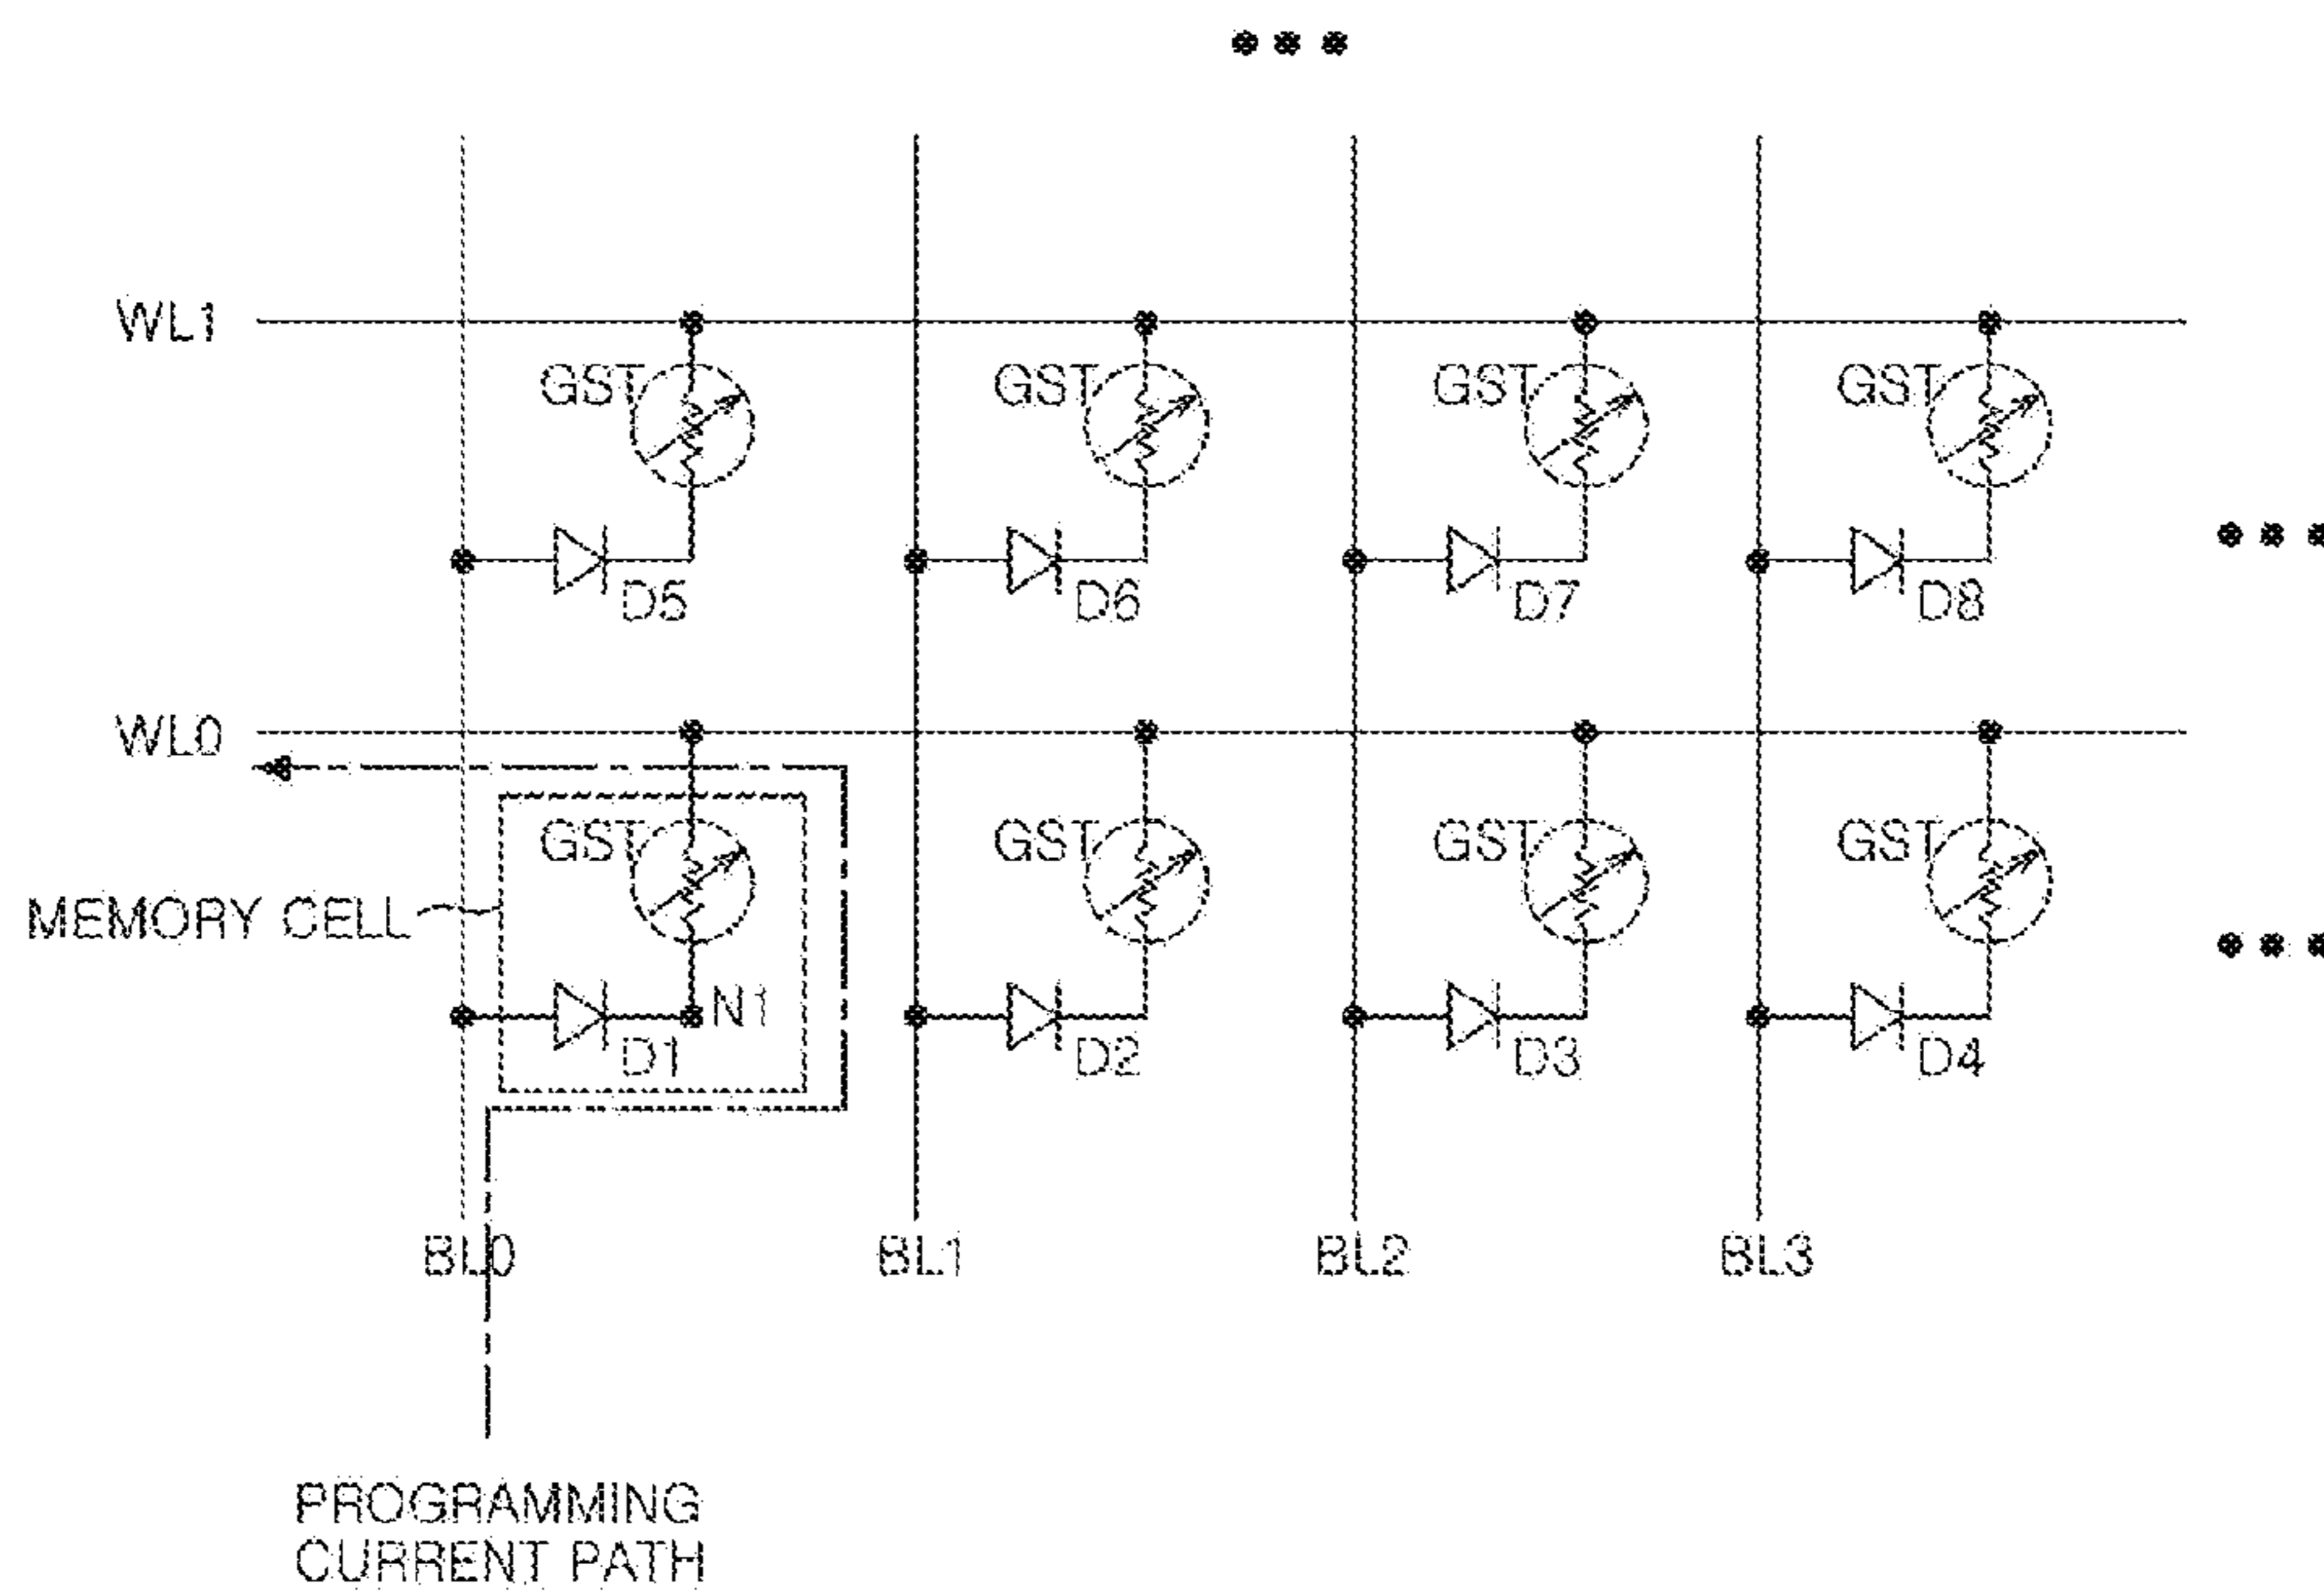 WL1
GST GST GST GST
D5 D6 D7 D8
WL0
GST GST GST GST
MEMORY CELL
N1
D1 D2 D3 D4
BL0 BL1 BL2 BL3
PROGRAMMING
CURRENT PATH